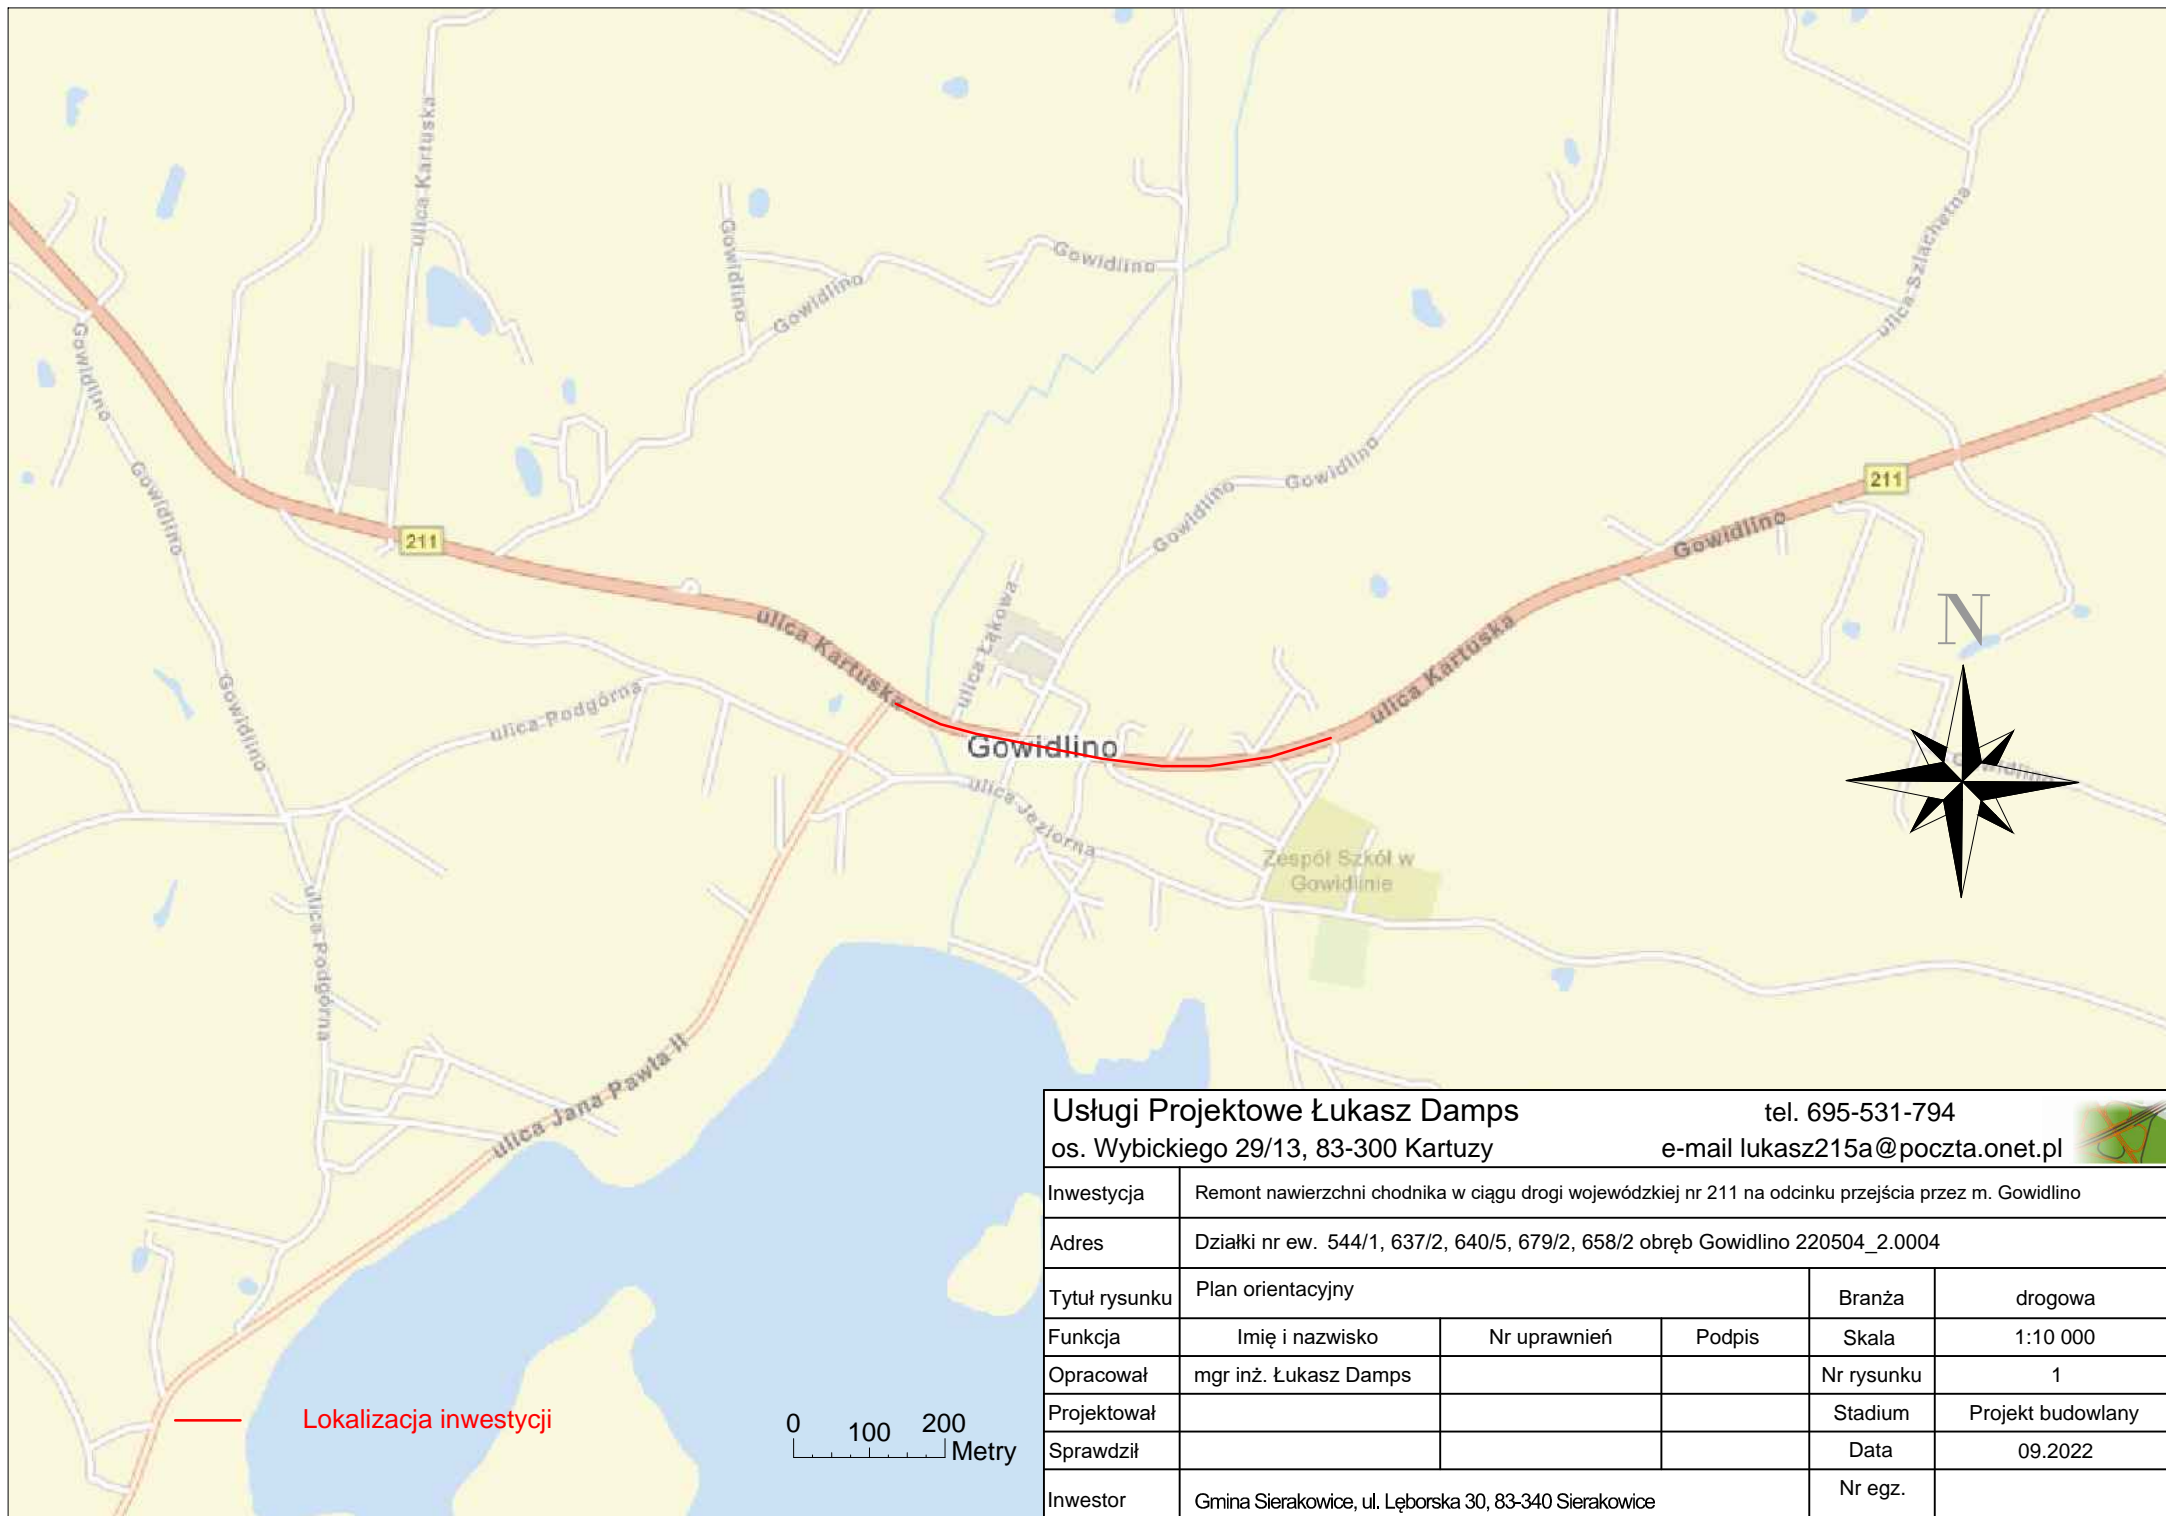 ulica Kartuska
Gowidlino
Gowidlino
Gowidlino
ulica Szlachetna
Gowidlino
Gowidlino
211
Gowidlino
Gowidlino
Gowidlino
211
Gowidlino
ulica Łąkowa
N
ulica Kartuska
ulica Kartuska
Gowidlino
ulica Podgórna
Gowidlino
Gowidlino
ulica Jeziorna
Zespół Szkół w
Gowidlinie
ulica Podgórna
ulica Jana Pawła II
Lokalizacja inwestycji
0 100 200
Metry
Usługi Projektowe Łukasz Damps tel. 695-531-794
os. Wybickiego 29/13, 83-300 Kartuzy e-mail lukasz215a@poczta.onet.pl
Inwestycja Remont nawierzchni chodnika w ciągu drogi wojewódzkiej nr 211 na odcinku przejścia przez m. Gowidlino
Adres Działki nr ew. 544/1, 637/2, 640/5, 679/2, 658/2 obręb Gowidlino 220504_2.0004
Tytuł rysunku Plan orientacyjny Branża drogowa
Funkcja Imię i nazwisko Nr uprawnień Podpis Skala 1:10 000
Opracował mgr inż. Łukasz Damps Nr rysunku 1
Projektował Stadium Projekt budowlany
Sprawdził Data 09.2022
Inwestor Gmina Sierakowice, ul. Lęborska 30, 83-340 Sierakowice Nr egz.